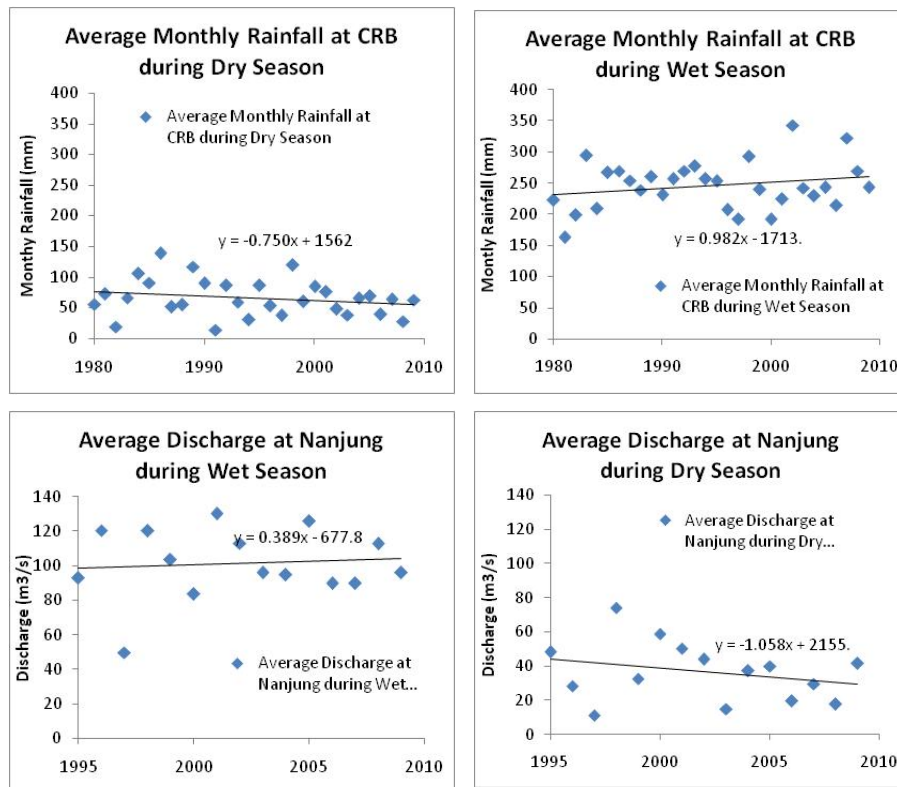 Average Monthly Rainfall at CRB
during Dry Season
400
350
300
250
200
150
100
50
0
Monthy Rainfall (mm)
Average Monthly Rainfall at
CRB during Dry Season
y = -0.750x + 1562
1980 1990 2000 2010
Average Monthly Rainfall at CRB
during Wet Season
400
350
300
250
200
150
100
50
0
Montly Rainfall (mm)
y = 0.982x - 1713.
Average Monthly Rainfall at
CRB during Wet Season
1980 1990 2000 2010
Average Discharge at Nanjung
during Wet Season
140
120
100
80
60
40
20
0
Discharge (m3/s)
y = 0.389x - 677.8
Average Discharge at
Nanjung during Wet...
1995 2000 2005 2010
Average Discharge at Nanjung
during Dry Season
140
120
100
80
60
40
20
0
Discharge (m3/s)
Average Discharge at
Nanjung during Dry...
y = -1.058x + 2155.
1995 2000 2005 2010